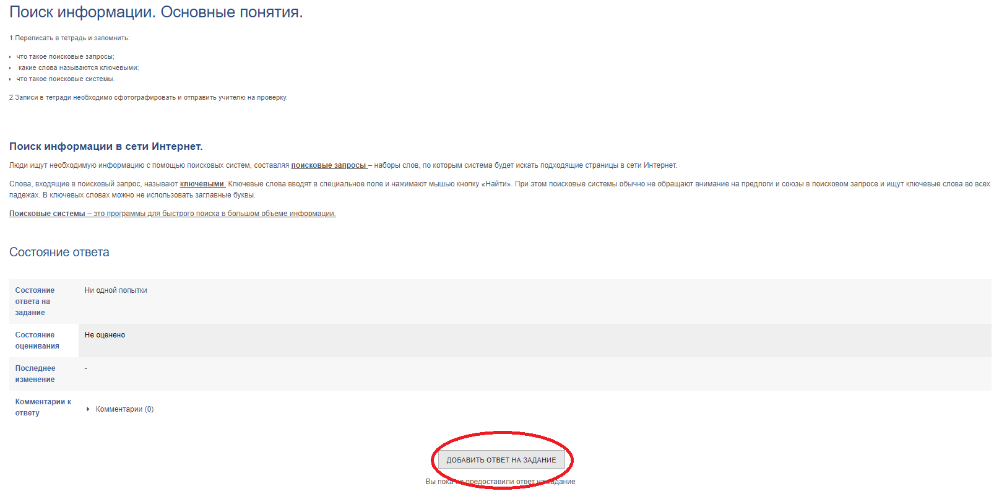 Поиск информации. Основные понятия.
1.Переписать в тетрадь и запомнить:
что такое поисковые запросы;
какие слова называются ключевыми;
что такое поисковые системы.
2.Записи в тетради необходимо сфотографировать и отправить учителю на проверку.
Поиск информации в сети Интернет.
Люди ищут необходимую информацию с помощью поисковых систем, составляя поисковые запросы – наборы слов, по которым система будет искать подходящие страницы в сети Интернет.
Слова, входящие в поисковый запрос, называют ключевыми. Ключевые слова вводят в специальное поле и нажимают мышью кнопку «Найти». При этом поисковые системы обычно не обращают внимание на предлоги и союзы в поисковом запросе и ищут ключевые слова во всех
падежах. В ключевых словах можно не использовать заглавные буквы.
Поисковые системы – это программы для быстрого поиска в большом объеме информации.
Состояние ответа
Состояние ответа на задание
Ни одной попытки
Состояние оценивания
Не оценено
Последнее изменение
-
Комментарии к ответу
Комментарии (0)
ДОБАВИТЬ ОТВЕТ НА ЗАДАНИЕ
Вы пока не предоставили ответ на задание